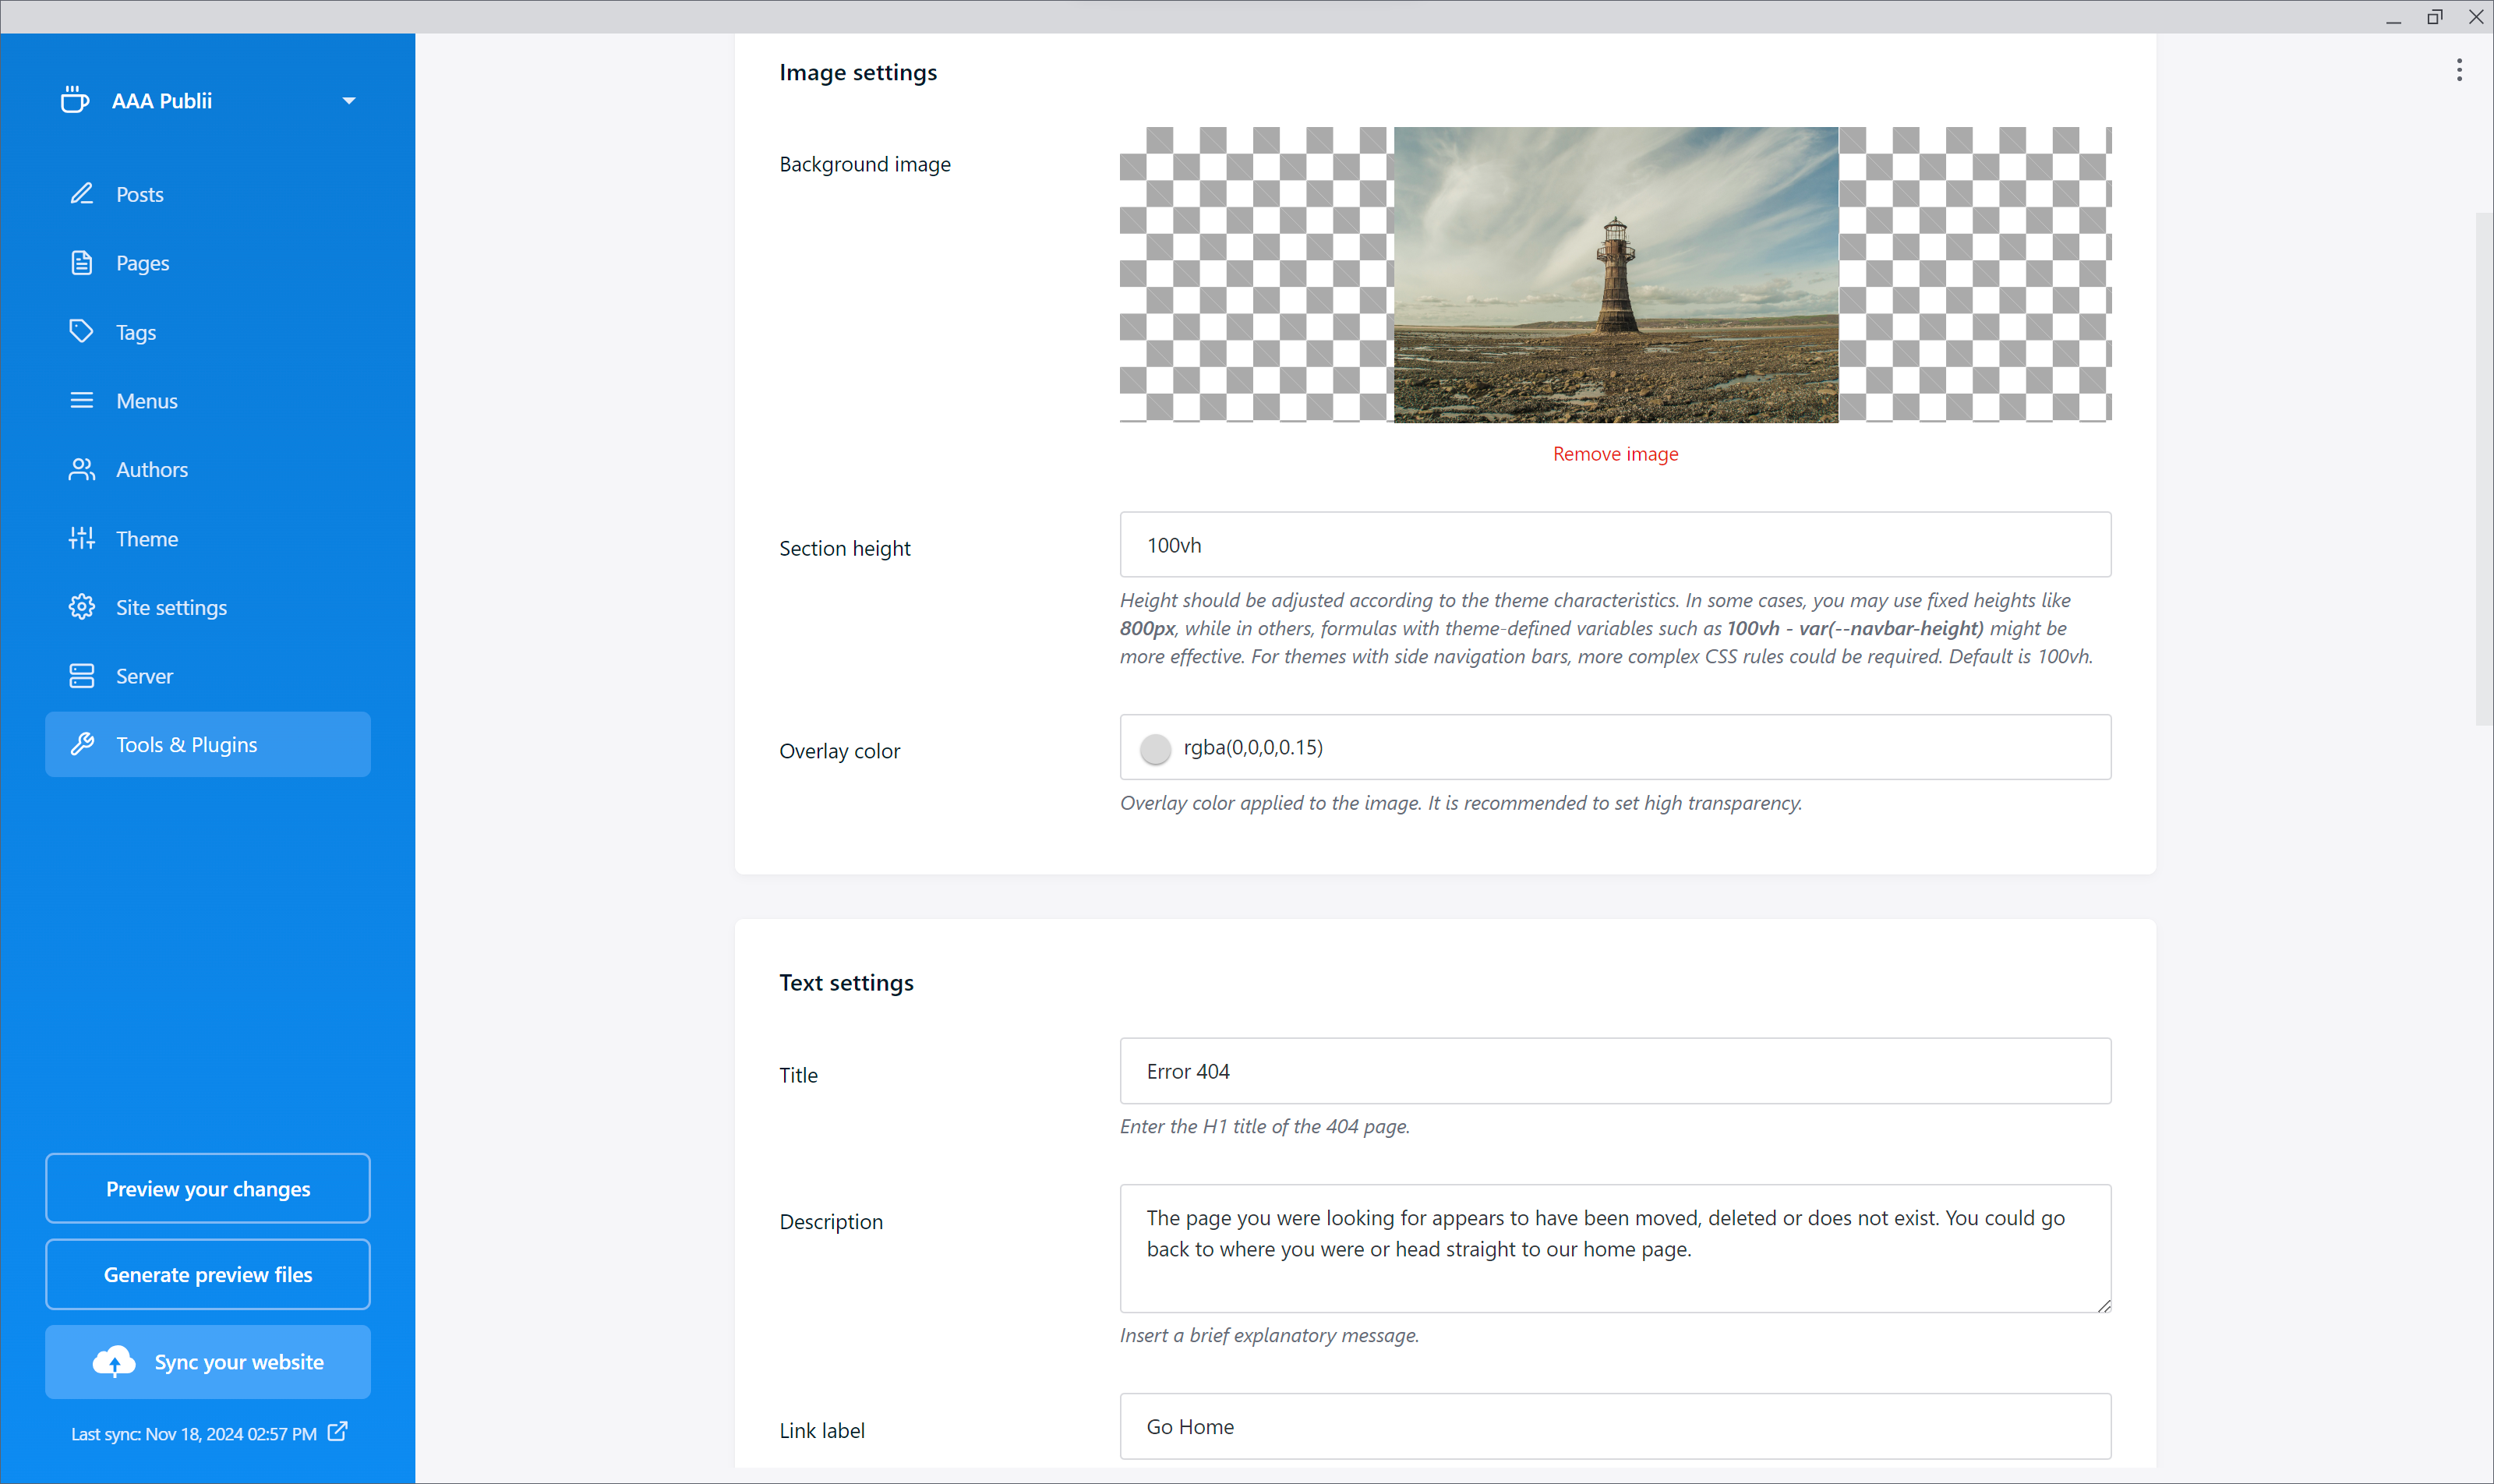 AAA Publii
Posts
Pages
Tags
Menus
Authors
Theme
Site settings
Server
Tools & Plugins
Preview your changes
Generate preview files
Sync your website
Last sync: Nov 18, 2024 02:57 PM
Image settings
Background image
Remove image
Section height
100vh
Height should be adjusted according to the theme characteristics. In some cases, you may use fixed heights like
800px, while in others, formulas with theme-defined variables such as 100vh - var(--navbar-height) might be
more effective. For themes with side navigation bars, more complex CSS rules could be required. Default is 100vh.
Overlay color
rgba(0,0,0,0.15)
Overlay color applied to the image. It is recommended to set high transparency.
Text settings
Title
Error 404
Enter the H1 title of the 404 page.
Description
The page you were looking for appears to have been moved, deleted or does not exist. You could go
back to where you were or head straight to our home page.
Insert a brief explanatory message.
Link label
Go Home